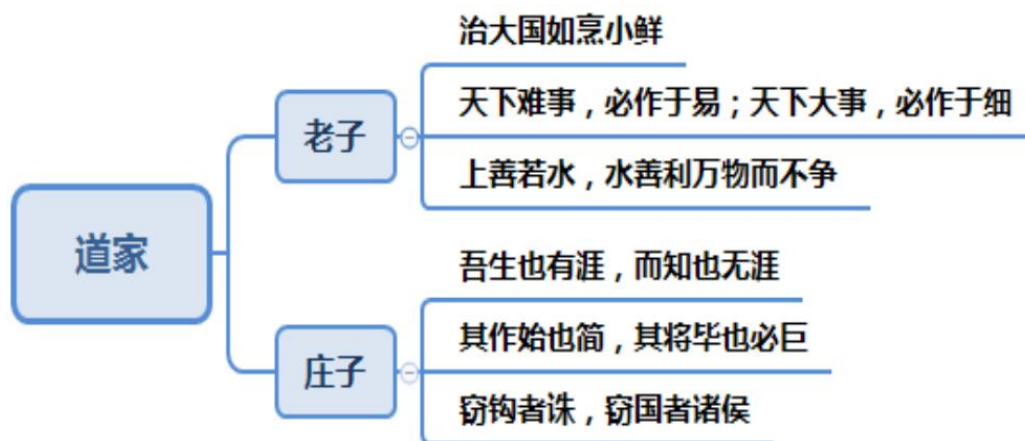 道家
老子
治大国如烹小鲜
天下难事，必作于易；天下大事，必作于细
上善若水，水善利万物而不争
庄子
吾生也有涯，而知也无涯
其作始也简，其将毕也必巨
窃钩者诛，窃国者诸侯